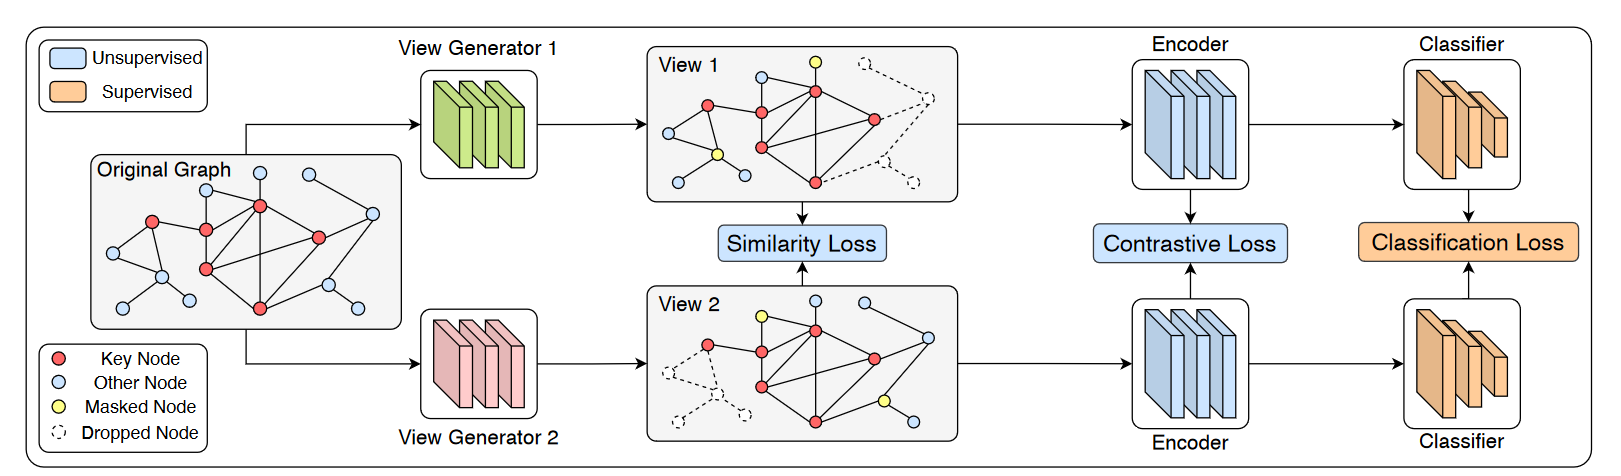 Unsupervised
Supervised
View Generator 1
View 1
Encoder
Classifier
Original Graph
Similarity Loss
Contrastive Loss
Classification Loss
View 2
Key Node
Other Node
Masked Node
Dropped Node
View Generator 2
Encoder
Classifier